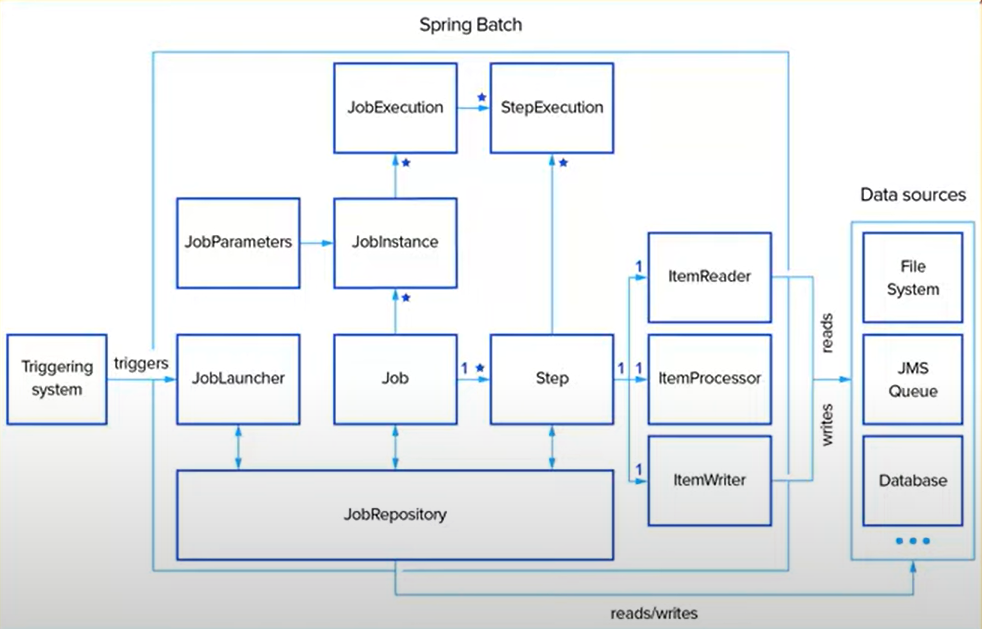 Spring Batch
JobExecution
★
StepExecution
★
★
Data sources
JobParameters
JobInstance
★
1
ItemReader
File
System
reads
Triggering
system
triggers
JobLauncher
Job
1 ★
Step
1
1
ItemProcessor
JMS
Queue
writes
1
ItemWriter
Database
JobRepository
reads/writes